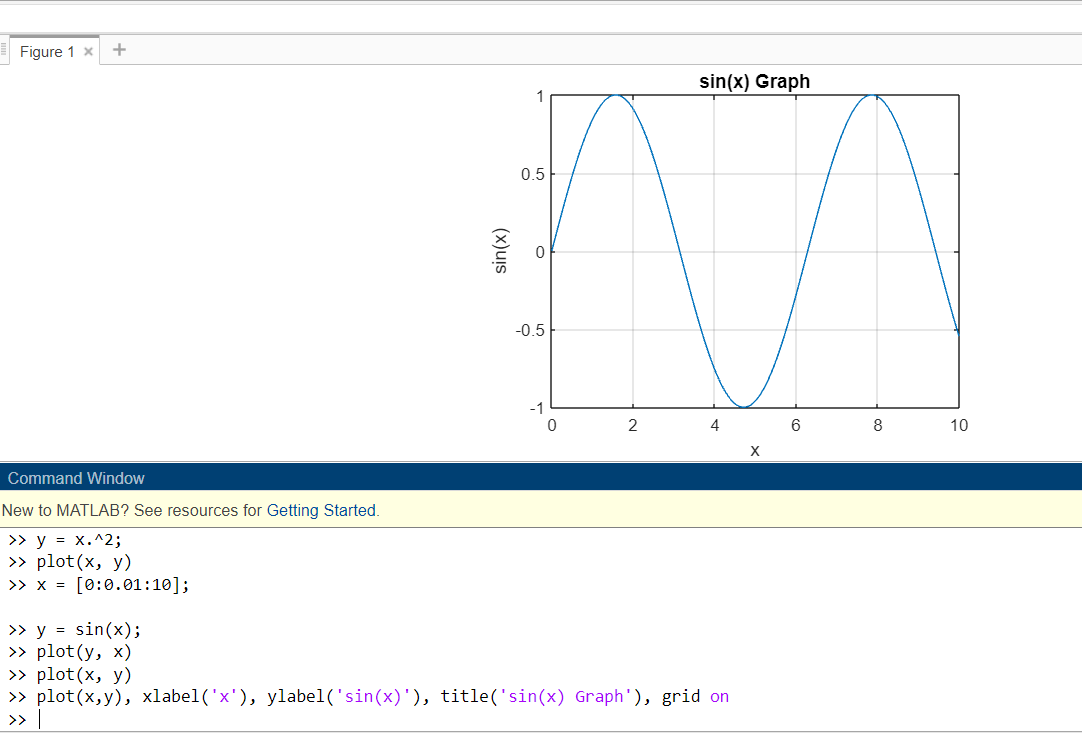 Figure 1 × +
sin(x) Graph
1
0.5
0
-0.5
-1
sin(x)
0 2 4 6 8 10
x
Command Window
New to MATLAB? See resources for Getting Started.
>> y = x.^2;
>> plot(x, y)
>> x = [0:0.01:10];
>> y = sin(x);
>> plot(y, x)
>> plot(x, y)
>> plot(x,y), xlabel('x'), ylabel('sin(x)'), title('sin(x) Graph'), grid on
>>